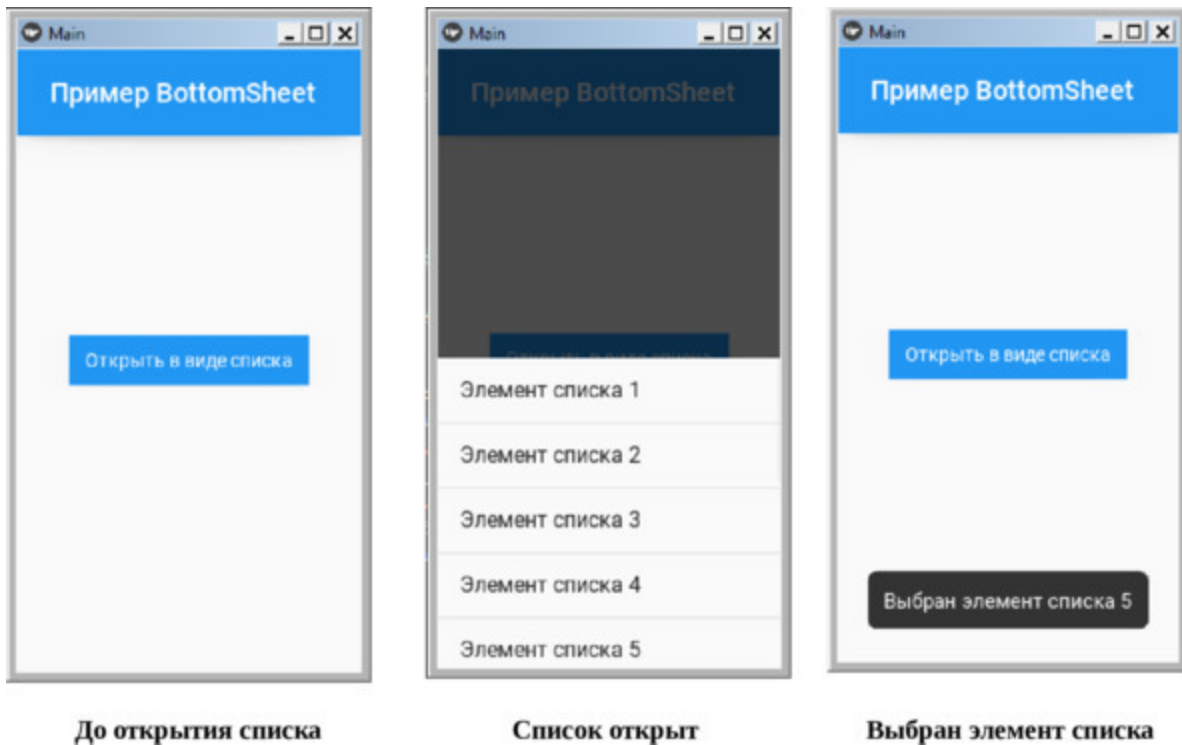 Main
Пример BottomSheet
Открыть в виде списка
До открытия списка
Main
Пример BottomSheet
Элемент списка 1
Элемент списка 2
Элемент списка 3
Элемент списка 4
Элемент списка 5
Список открыт
Main
Пример BottomSheet
Открыть в виде списка
Выбран элемент списка 5
Выбран элемент списка